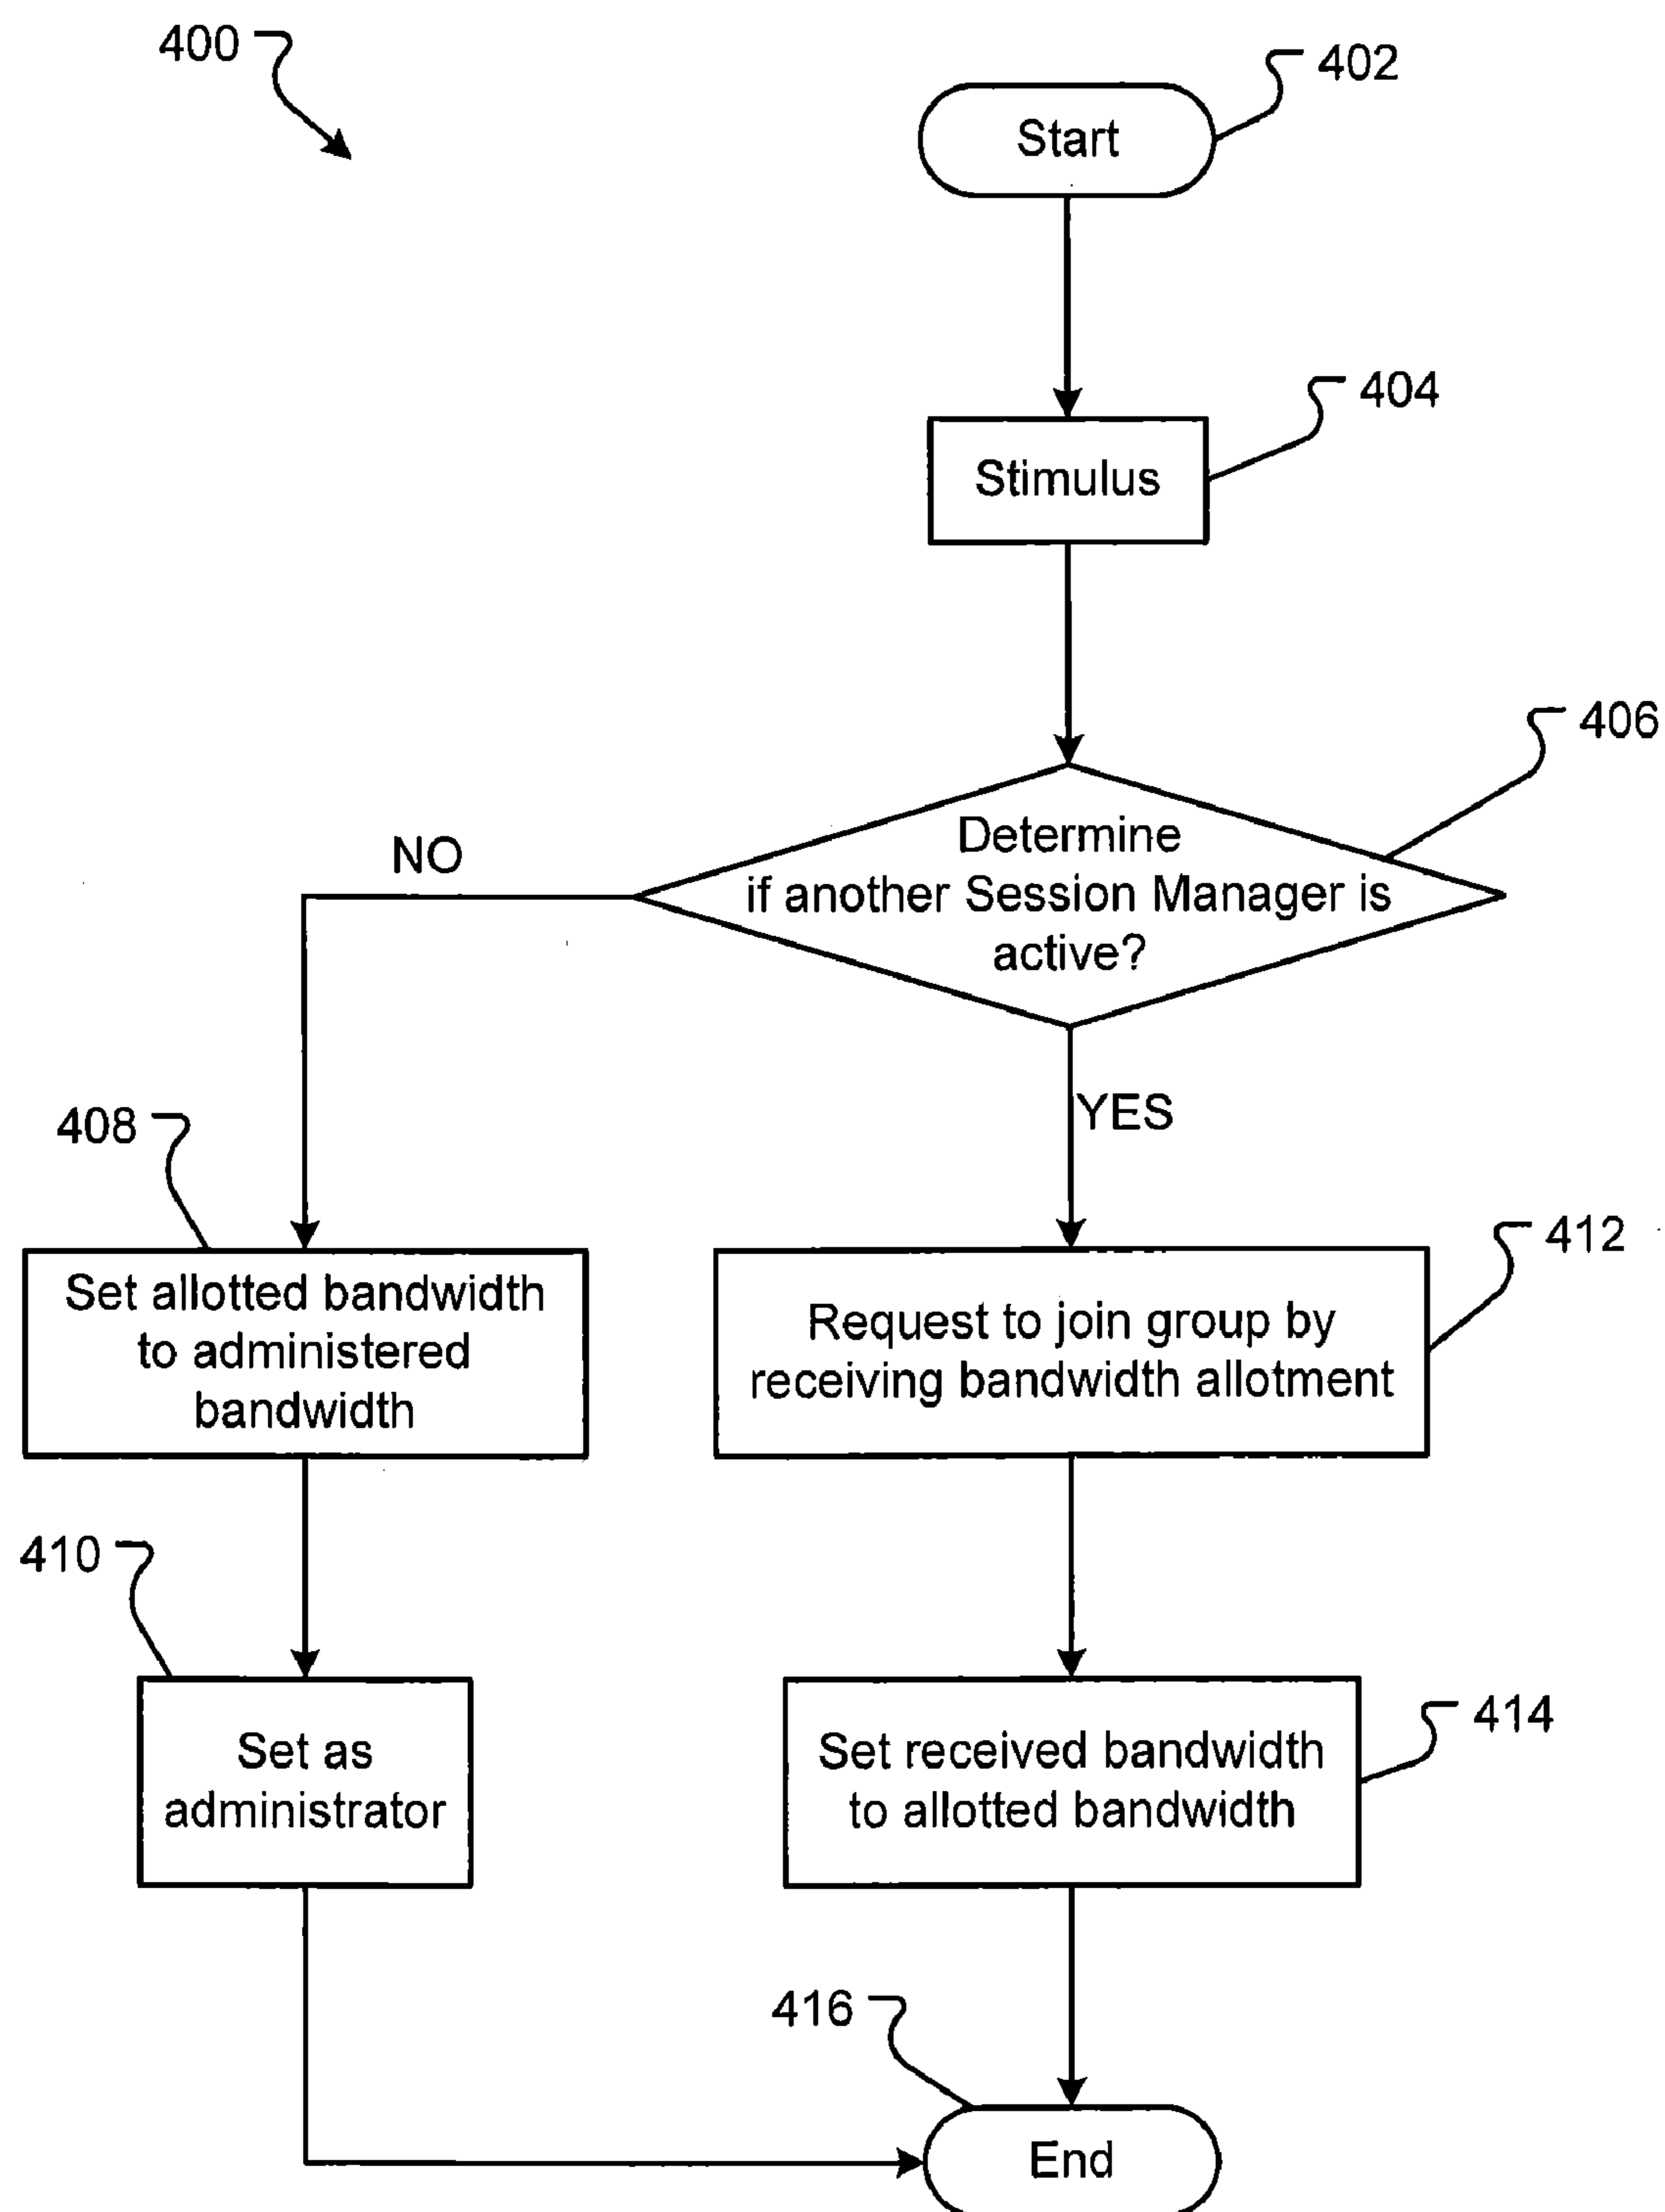 400
402
Start
404
Stimulus
406
Determine
if another Session Manager is
active?
NO
YES
408
Set allotted bandwidth
to administered
bandwidth
412
Request to join group by
receiving bandwidth allotment
410
Set as
administrator
414
Set received bandwidth
to allotted bandwidth
416
End